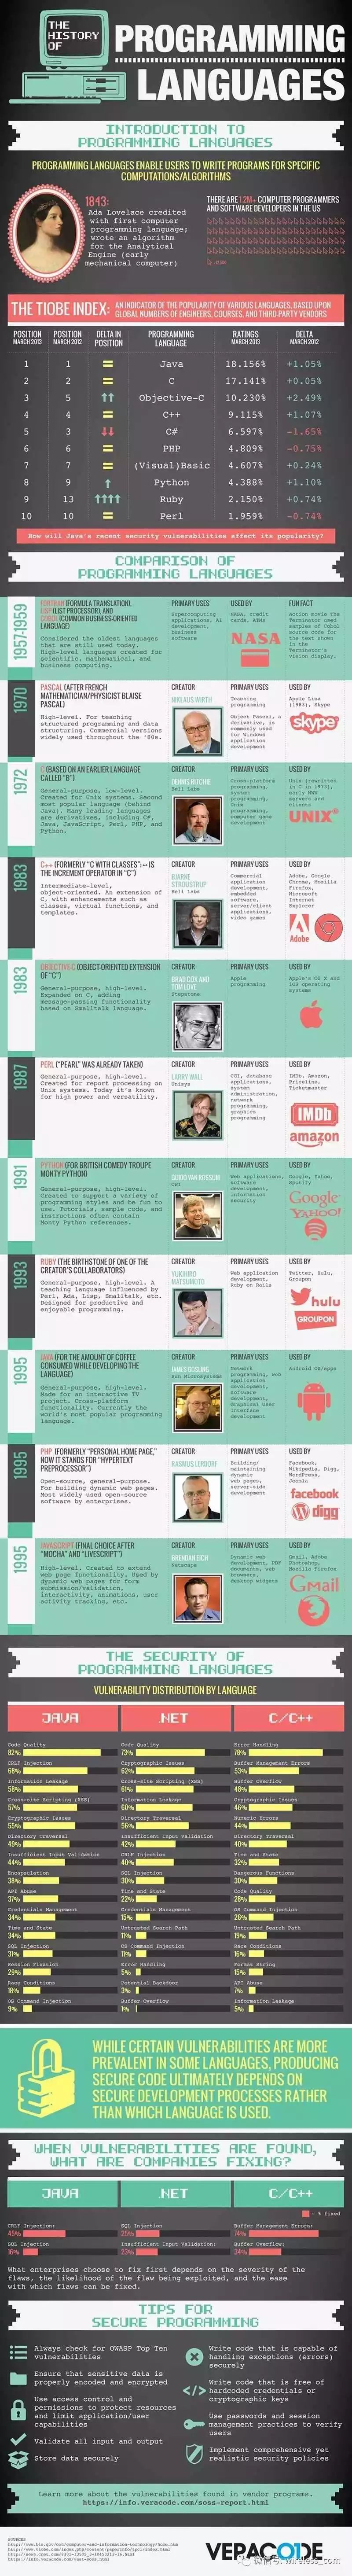 THE
HISTORY
OF
PROGRAMMING
LANGUAGES
INTRODUCTION TO
PROGRAMMING LANGUAGES
PROGRAMMING LANGUAGES ENABLE USERS TO WRITE PROGRAMS FOR SPECIFIC
COMPUTATIONS/ALGORITHMS
1843:
Ada Lovelace credited
with first computer
programming language;
wrote an algorithm
for the Analytical
Engine (early
mechanical computer)
THERE ARE 1.2M+ COMPUTER PROGRAMMERS
AND SOFTWARE DEVELOPERS IN THE US
THE TIOBE INDEX: AN INDICATOR OF THE POPULARITY OF VARIOUS LANGUAGES, BASED UPON
GLOBAL NUMBERS OF ENGINEERS, COURSES, AND THIRD-PARTY VENDORS
POSITION MARCH 2013 POSITION MARCH 2012 DELTA IN POSITION PROGRAMMING LANGUAGE RATINGS MARCH 2013 DELTA MARCH 2012
1 1 = Java 18.156% +1.05%
2 2 = C 17.141% +0.05%
3 5 ↑↑ Objective-C 10.230% +2.49%
4 4 = C++ 9.115% +1.07%
5 3 ↓↓ C# 6.597% -1.65%
6 6 = PHP 4.809% -0.75%
7 7 = (Visual)Basic 4.607% +0.24%
8 9 ↑ Python 4.388% +1.10%
9 13 ↑↑↑↑ Ruby 2.150% +0.74%
10 10 = Perl 1.959% -0.74%
How will Java's recent security vulnerabilities affect its popularity?
COMPARISON OF
PROGRAMMING LANGUAGES
1957-1959
FORTRAN (FORMULA TRANSLATION),
LISP (LIST PROCESSOR), AND
COBOL (COMMON BUSINESS-ORIENTED
LANGUAGE)
Considered the oldest languages
that are still used today.
High-level languages created for
scientific, mathematical, and
business computing.
PRIMARY USES
Supercomputing
applications, AI
development,
business
software
USED BY
NASA, credit
cards, ATMs
NASA
FUN FACT
Action movie The
Terminator used
samples of Cobol
source code for
the text shown
in the
Terminator's
vision display.
1970
PASCAL (AFTER FRENCH
MATHEMATICIAN/PHYSICIST BLAISE
PASCAL)
High-level. For teaching
structured programming and data
structuring. Commercial versions
widely used throughout the '80s.
CREATOR
NIKLAUS WIRTH
PRIMARY USES
Teaching
programming
Object Pascal, a
derivative, is
commonly used
for Windows
application
development
USED BY
Apple Lisa
(1983), Skype
skype
1972
C (BASED ON AN EARLIER LANGUAGE
CALLED "B")
General-purpose, low-level.
Created for Unix systems. Second
most popular language (behind
Java). Many leading languages
are derivatives, including C#,
Java, JavaScript, Perl, PHP, and
Python.
CREATOR
DENNIS RITCHIE
Bell Labs
PRIMARY USES
Cross-platform
programming,
system
programming,
Unix
programming,
computer game
development
USED BY
Unix (rewritten
in C in 1973),
early WWW
servers and
clients
UNIX
1983
C++ (FORMERLY "C WITH CLASSES"; ++ IS
THE INCREMENT OPERATOR IN "C")
Intermediate-level,
object-oriented. An extension of
C, with enhancements such as
classes, virtual functions, and
templates.
CREATOR
BJARNE
STROUSTRUP
Bell Labs
PRIMARY USES
Commercial
application
development,
embedded
software,
server/client
applications,
video games
USED BY
Adobe, Google
Chrome, Mozilla
Firefox,
Microsoft
Internet
Explorer
Adobe
1983
OBJECTIVE-C (OBJECT-ORIENTED EXTENSION
OF "C")
General-purpose, high-level.
Expanded on C, adding
message-passing functionality
based on Smalltalk language.
CREATOR
BRAD COX AND
TOM LOVE
Stepstone
PRIMARY USES
Apple
programming
USED BY
Apple's OS X and
iOS operating
systems
1987
PERL ("PEARL" WAS ALREADY TAKEN)
General-purpose, high-level.
Created for report processing on
Unix systems. Today it's known
for high power and versatility.
CREATOR
LARRY WALL
Unisys
PRIMARY USES
CGI, database
applications,
system
administration,
network
programming,
graphics
programming
USED BY
IMDb, Amazon,
Priceline,
Ticketmaster
IMDb
amazon
1991
PYTHON (FOR BRITISH COMEDY TROUPE
MONTY PYTHON)
General-purpose, high-level.
Created to support a variety of
programming styles and be fun to
use. Tutorials, sample code, and
instructions often contain
Monty Python references.
CREATOR
GUIDO VAN ROSSUM
CWI
PRIMARY USES
Web applications,
software
development,
information
security
USED BY
Google, Yahoo,
Spotify
Google
YAHOO!
1993
RUBY (THE BIRTHSTONE OF ONE OF THE
CREATOR'S COLLABORATORS)
General-purpose, high-level. A
teaching language influenced by
Perl, Ada, Lisp, Smalltalk, etc.
Designed for productive and
enjoyable programming.
CREATOR
YUKIHIRO
MATSUMOTO
PRIMARY USES
Web application
development,
Ruby on Rails
USED BY
Twitter, Hulu,
Groupon
hulu
GROUPON
1995
JAVA (FOR THE AMOUNT OF COFFEE
CONSUMED WHILE DEVELOPING THE
LANGUAGE)
General-purpose, high-level.
Made for an interactive TV
project. Cross-platform
functionality. Currently the
world's most popular programming
language.
CREATOR
JAMES GOSLING
Sun Microsystems
PRIMARY USES
Network
programming, web
application
development,
software
development,
Graphical user
interface
development
USED BY
Android OS/apps
1995
PHP (FORMERLY "PERSONAL HOME PAGE,"
NOW IT STANDS FOR "HYPERTEXT
PREPROCESSOR")
Open-source, general-purpose.
For building dynamic web pages.
Most widely used open-source
software by enterprises.
CREATOR
RASMUS LERDORF
PRIMARY USES
Building/
maintaining
dynamic
web pages,
server-side
development
USED BY
Facebook,
Wikipedia, Digg,
WordPress,
Joomla
facebook
digg
1995
JAVASCRIPT (FINAL CHOICE AFTER
"MOCHA" AND "LIVESCRIPT")
High-level. Created to extend
web page functionality. Used by
dynamic web pages for form
submission/validation,
interactivity, animations, user
activity tracking, etc.
CREATOR
BRENDAN EICH
Netscape
PRIMARY USES
Dynamic web
development, PDF
documents, web
browsers,
desktop widgets
USED BY
Gmail, Adobe
Photoshop,
Mozilla Firefox
Gmail
THE SECURITY OF
PROGRAMMING LANGUAGES
VULNERABILITY DISTRIBUTION BY LANGUAGE
JAVA
Code Quality
82%
CRLF Injection
68%
Information Leakage
58%
Cross-site Scripting (XSS)
57%
Cryptographic Issues
55%
Directory Traversal
49%
Insufficient Input Validation
44%
Encapsulation
38%
API Abuse
37%
Credentials Management
34%
Time and State
34%
SQL Injection
31%
Session Fixation
29%
Race Conditions
18%
OS Command Injection
9%
.NET
Code Quality
73%
Cryptographic Issues
62%
Cross-site Scripting (XSS)
61%
Information Leakage
60%
Directory Traversal
56%
Insufficient Input Validation
42%
CRLF Injection
40%
SQL Injection
30%
Time and State
22%
Credentials Management
15%
Untrusted Search Path
11%
OS Command Injection
11%
Error Handling
5%
Potential Backdoor
3%
Buffer Overflow
1%
C/C++
Error Handling
78%
Buffer Management Errors
53%
Buffer Overflow
48%
Cryptographic Issues
46%
Numeric Errors
44%
Directory Traversal
40%
Time and State
32%
Dangerous Functions
30%
Code Quality
28%
OS Command Injection
26%
Untrusted Search Path
19%
Race Conditions
16%
Format String
15%
API Abuse
7%
Information Leakage
5%
WHILE CERTAIN VULNERABILITIES ARE MORE
PREVALENT IN SOME LANGUAGES, PRODUCING
SECURE CODE ULTIMATELY DEPENDS ON
SECURE DEVELOPMENT PROCESSES RATHER
THAN WHICH LANGUAGE IS USED.
WHEN VULNERABILITIES ARE FOUND,
WHAT ARE COMPANIES FIXING?
JAVA .NET C/C++
= % fixed
CRLF Injection:
45%
SQL Injection
16%
SQL Injection
25%
Insufficient Input Validation:
23%
Buffer Management Errors:
74%
Buffer Overflow:
34%
What enterprises choose to fix first depends on the severity of the
flaws, the likelihood of the flaw being exploited, and the ease
with which flaws can be fixed.
TIPS FOR
SECURE PROGRAMMING
Always check for OWASP Top Ten
vulnerabilities
Ensure that sensitive data is
properly encoded and encrypted
Use access control and
permissions to protect resources
and limit application/user
capabilities
Validate all input and output
Store data securely
Write code that is capable of
handling exceptions (errors)
securely
Write code that is free of
hardcoded credentials or
cryptographic keys
Use passwords and session
management practices to verify
users
Implement comprehensive yet
realistic security policies
Learn more about the vulnerabilities found in vendor programs.
https://info.veracode.com/soss-report.html
SOURCES
VERACODE
微信号: wireless_com